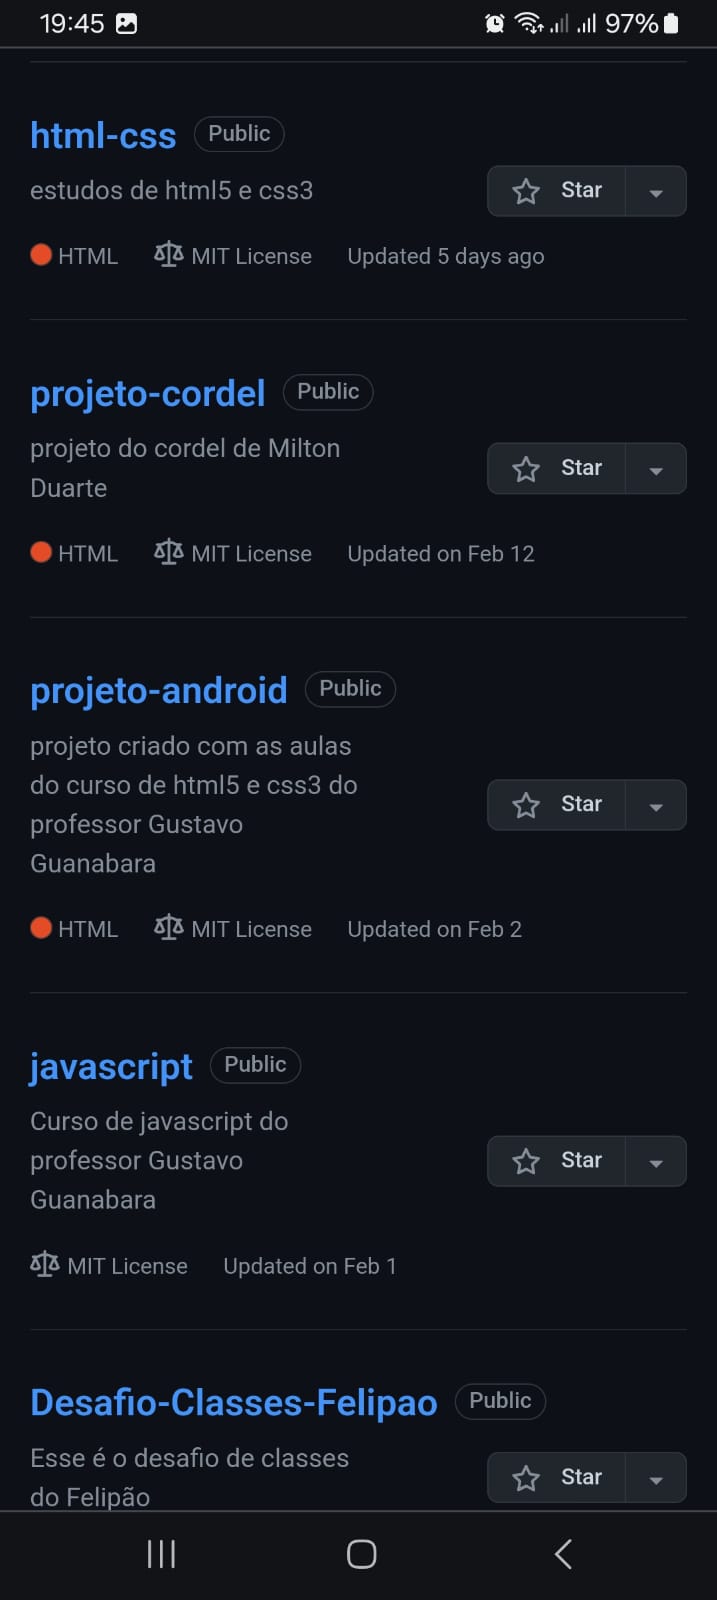 19:45 97%
html-css Public
estudos de html5 e css3
Star
HTML MIT License Updated 5 days ago
projeto-cordel Public
projeto do cordel de Milton
Duarte
Star
HTML MIT License Updated on Feb 12
projeto-android Public
projeto criado com as aulas
do curso de html5 e css3 do
professor Gustavo
Guanabara
Star
HTML MIT License Updated on Feb 2
javascript Public
Curso de javascript do
professor Gustavo
Guanabara
Star
MIT License Updated on Feb 1
Desafio-Classes-Felipao Public
Esse é o desafio de classes
do Felipão
Star